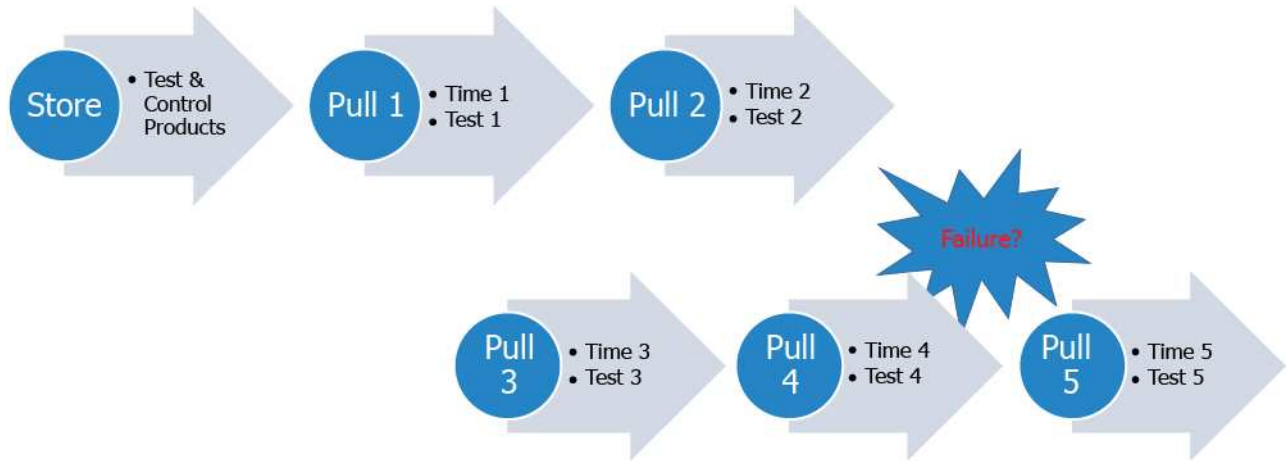 Store
• Test &
Control
Products
Pull 1
• Time 1
• Test 1
Pull 2
• Time 2
• Test 2
Failure?
Pull
3
• Time 3
• Test 3
Pull
4
• Time 4
• Test 4
Pull
5
• Time 5
• Test 5